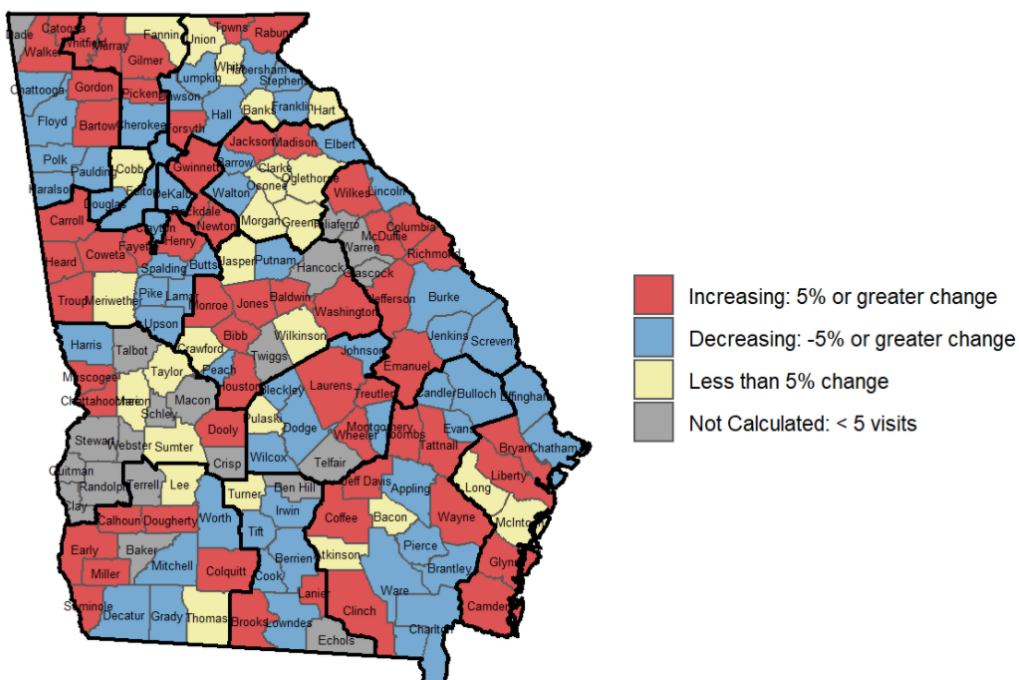 Dade
Catoosa
Whitfield
Murray
Walker
Fannin
Union
Towns
Rabun
Gilmer
White
Habersham
Stephens
Lumpkin
Chattooga
Gordon
Pickens
Dawson
Floyd
Bartow
Cherokee
Forsyth
Hall
Banks
Franklin
Hart
Jackson
Madison
Elbert
Polk
Paulding
Cobb
Gwinnett
Barrow
Clarke
Oconee
Oglethorpe
Wilkes
Lincoln
Haralson
Douglas
Fulton
DeKalb
Walton
Rockdale
Newton
Morgan
Greene
Taliaferro
McDuffie
Columbia
Carroll
Clayton
Henry
Fayette
Warren
Richmond
Heard
Coweta
Spalding
Butts
Jasper
Putnam
Hancock
Glascock
Troup
Meriwether
Pike
Lamar
Monroe
Jones
Baldwin
Washington
Jefferson
Burke
Upson
Harris
Talbot
Crawford
Bibb
Wilkinson
Twiggs
Johnson
Jenkins
Screven
Emanuel
Taylor
Peach
Houston
Bleckley
Laurens
Treutlen
Candler
Bulloch
Effingham
Muscogee
Chattahoochee
Marion
Schley
Macon
Pulaski
Dodge
Dooly
Montgomery
Wheeler
Toombs
Tattnall
Evans
Bryan
Chatham
Stewart
Webster
Sumter
Crisp
Wilcox
Telfair
Liberty
Quitman
Randolph
Terrell
Lee
Turner
Ben Hill
Jeff Davis
Appling
Long
Clay
Calhoun
Dougherty
Worth
Tift
Irwin
Coffee
Bacon
Wayne
McIntosh
Early
Baker
Mitchell
Colquitt
Berrien
Atkinson
Pierce
Brantley
Glynn
Miller
Cook
Ware
Seminole
Decatur
Grady
Thomas
Brooks
Lowndes
Lanier
Clinch
Camden
Echols
Charlton
Increasing: 5% or greater change
Decreasing: -5% or greater change
Less than 5% change
Not Calculated: < 5 visits